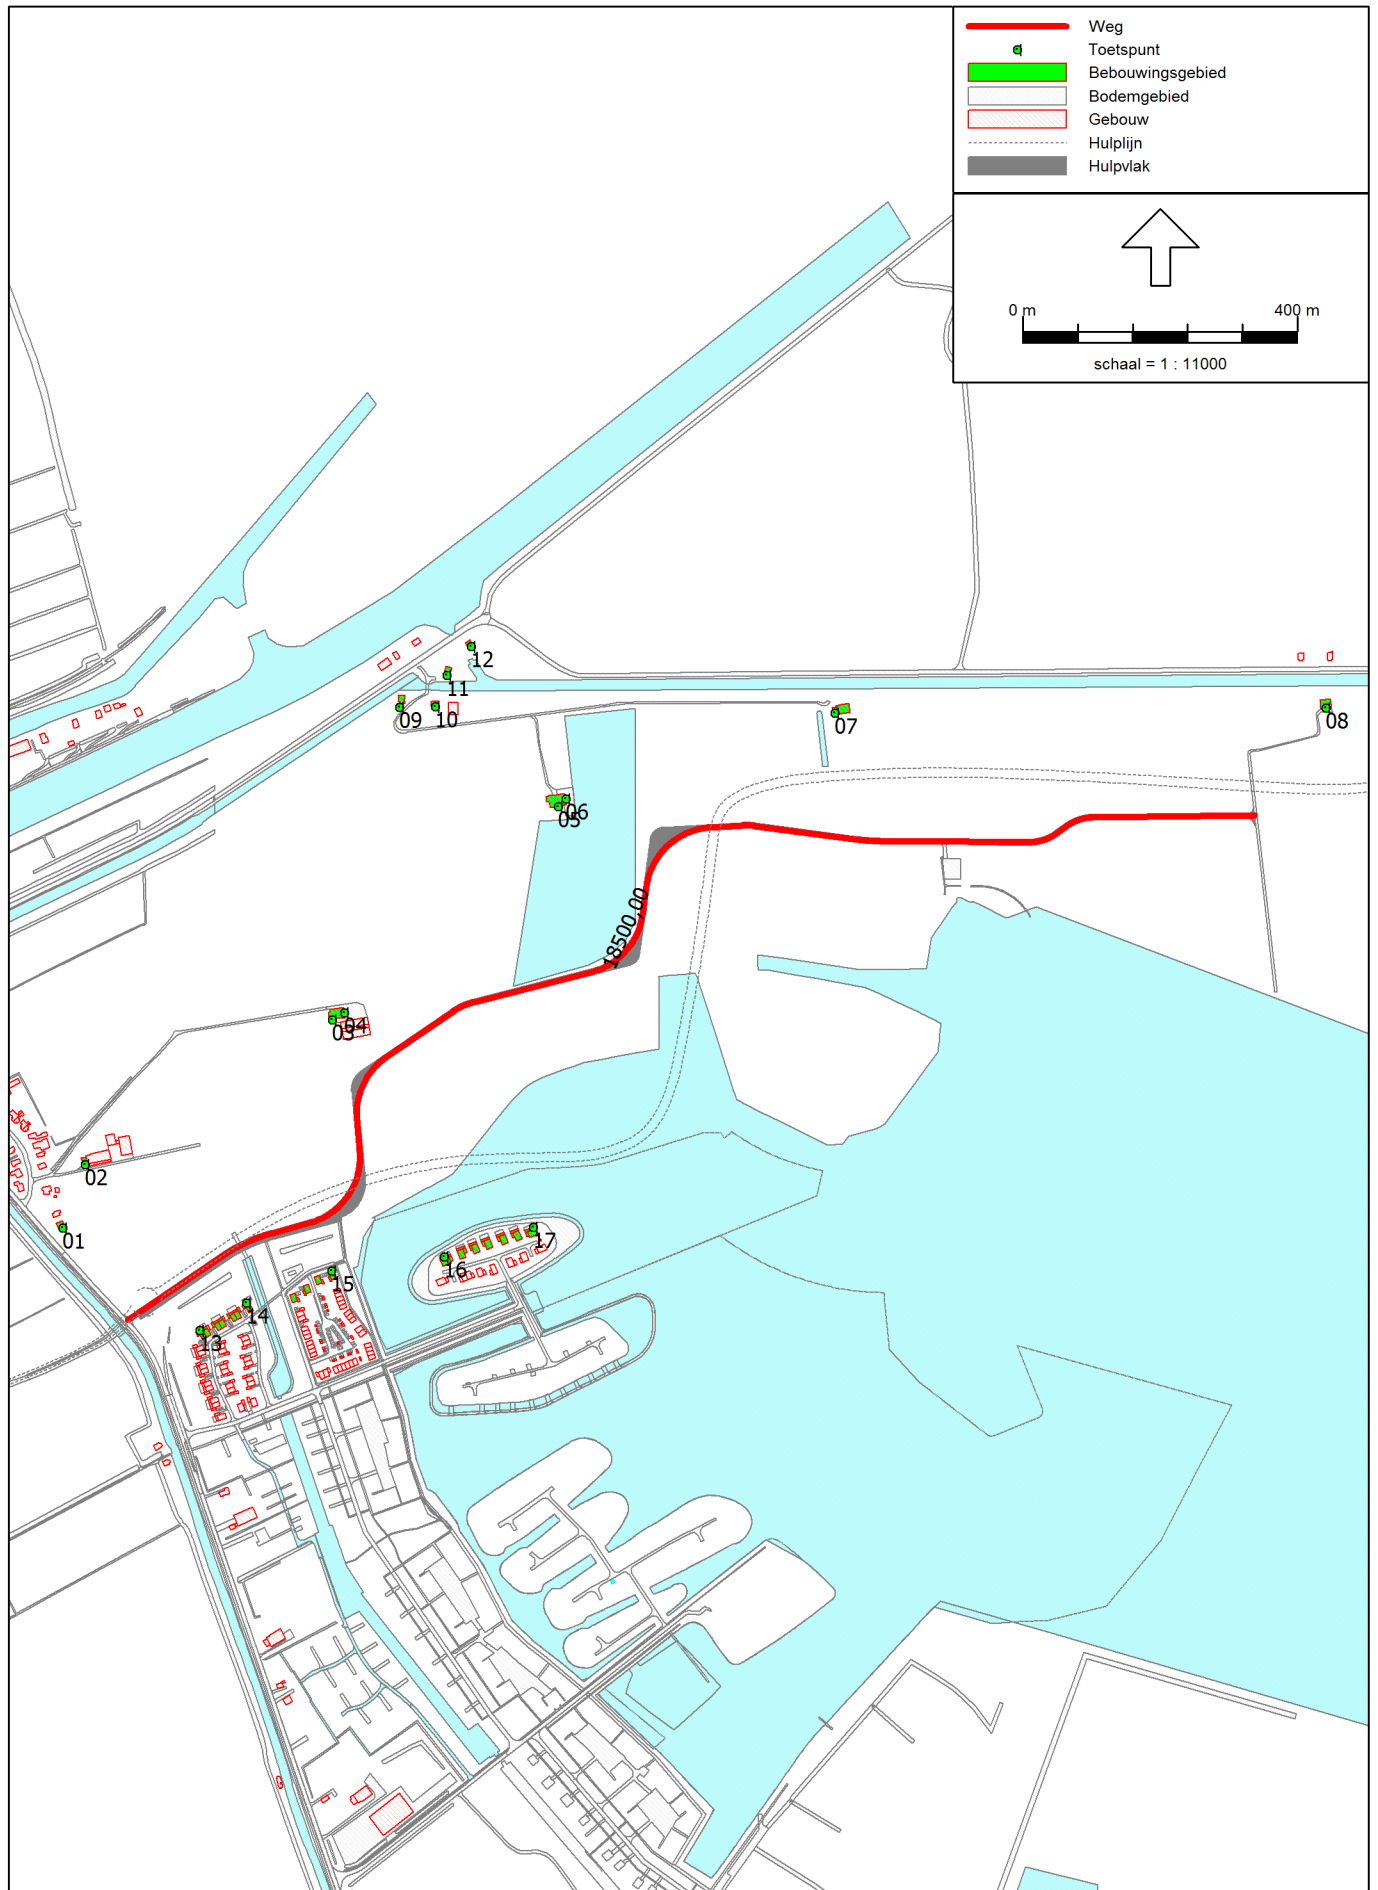 Weg
Toetspunt
Bebouwingsgebied
Bodemgebied
Gebouw
Hulplijn
Hulpvlak
0 m 400 m
schaal = 1 : 11000
12
11
09 10
07
08
06
05
18500,00
04
03
02
01
17
16
15
14
13